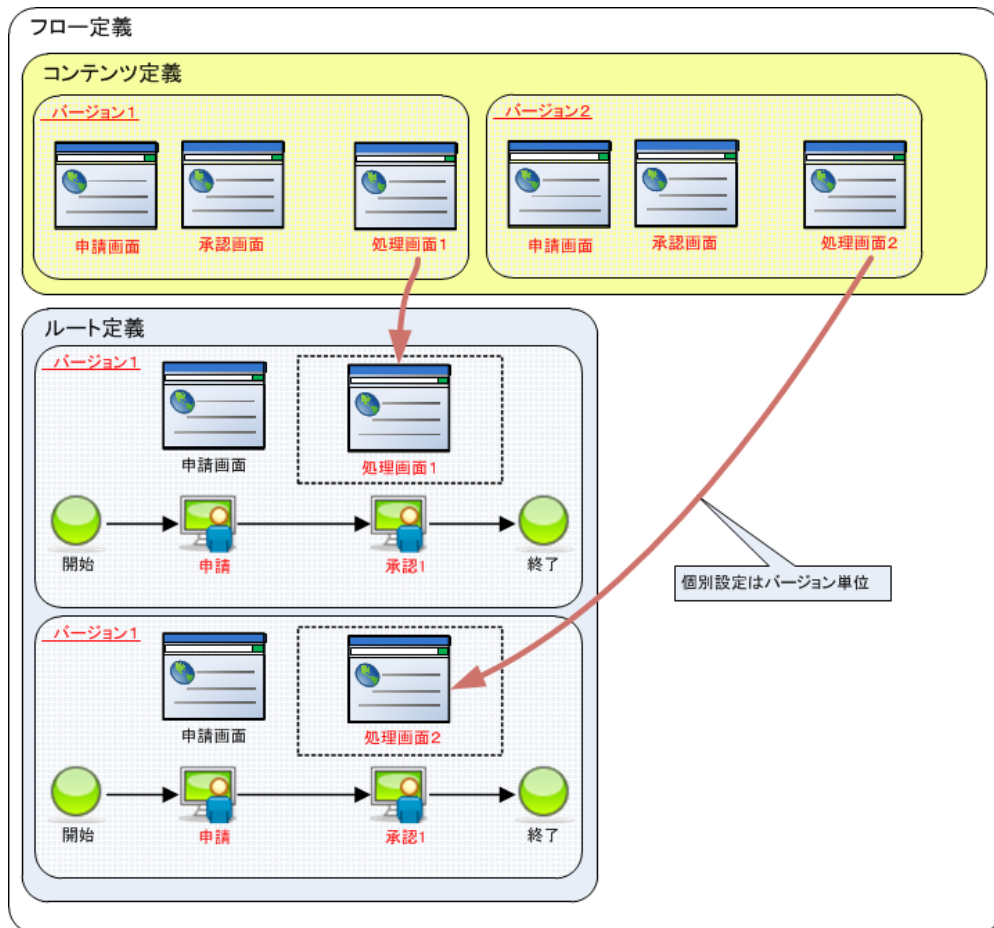 フロー定義
コンテンツ定義
バージョン1
申請画面
承認画面
処理画面1
バージョン2
申請画面
承認画面
処理画面2
ルート定義
バージョン1
申請画面
処理画面1
開始
申請
承認1
終了
個別設定はバージョン単位
バージョン1
申請画面
処理画面2
開始
申請
承認1
終了